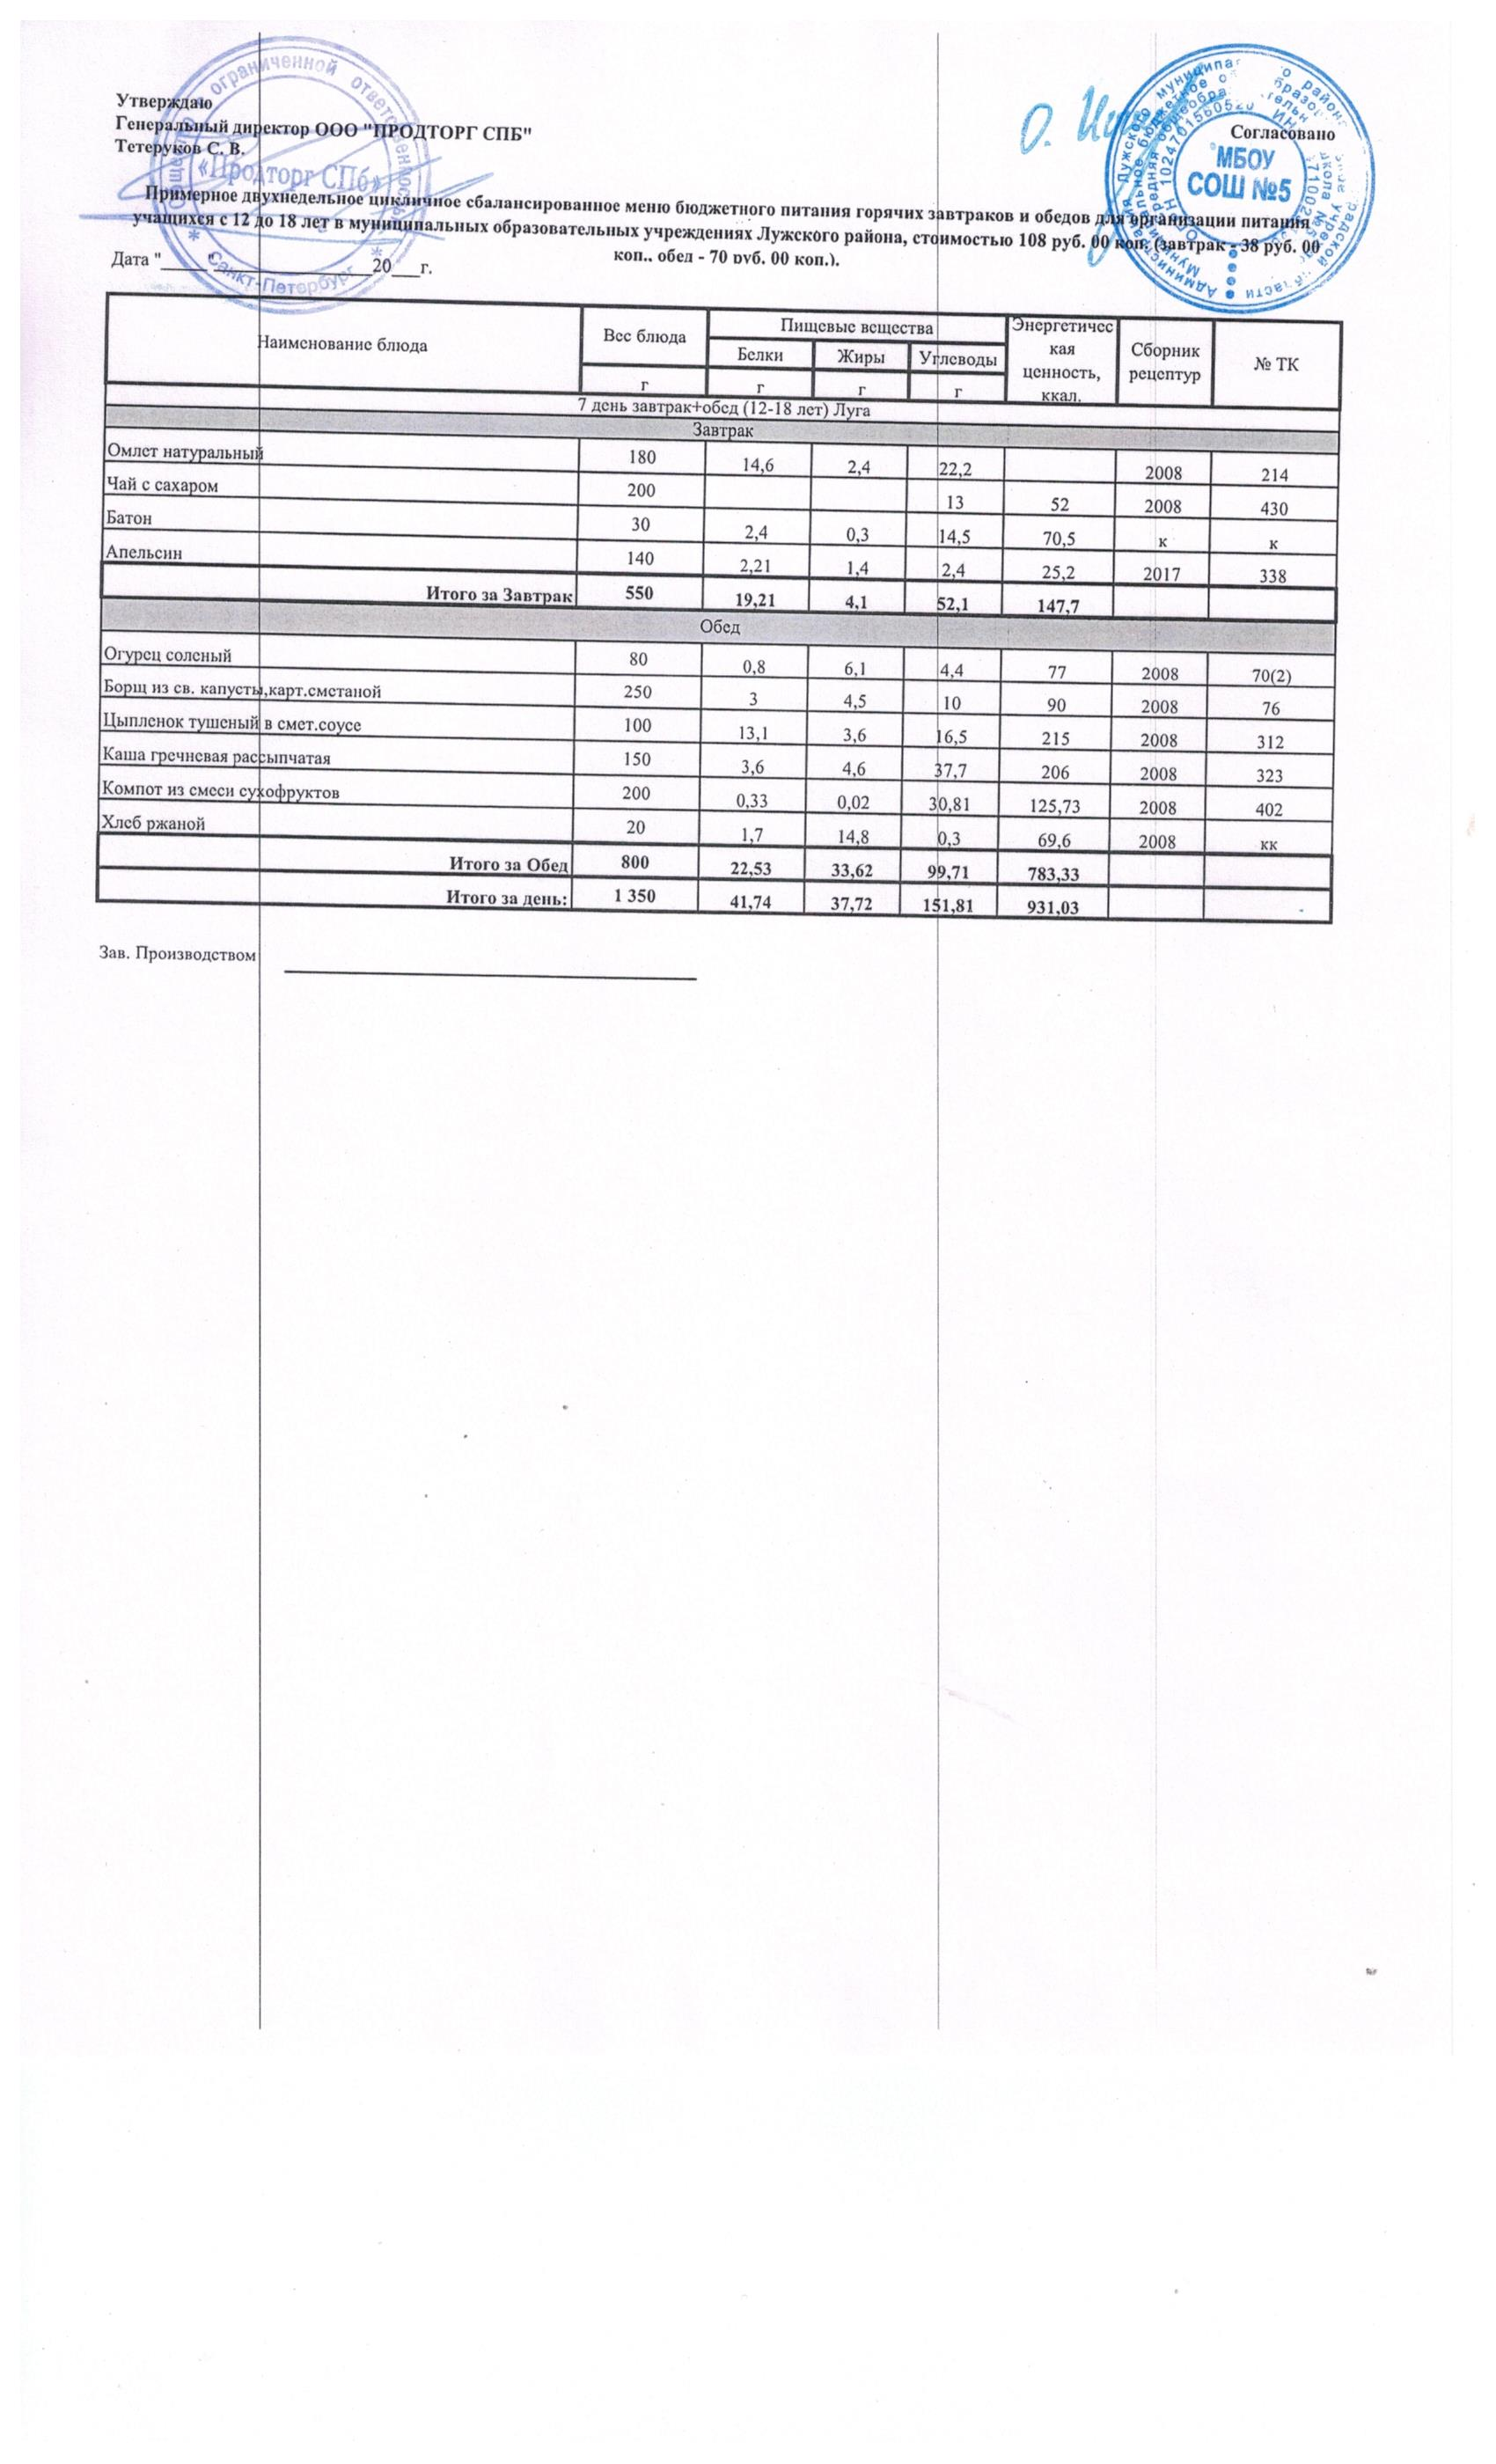 Утверждаю
Генеральный директор ООО "ПРОДТОРГ СПБ"
Тетеруков С. В.
Согласовано
ограниченной ответственностью
«Продторг СПб»
Санкт-Петербург
МБОУ
СОШ №5
Примерное двухнедельное цикличное сбалансированное меню бюджетного питания горячих завтраков и обедов для организации питания
учащихся с 12 до 18 лет в муниципальных образовательных учреждениях Лужского района, стоимостью 108 руб. 00 коп. (завтрак - 38 руб. 00
коп., обед - 70 руб. 00 коп.).
Дата "_____"_________________20___г.
Наименование блюда Вес блюда Пищевые вещества Энергетичес кая ценность, ккал. Сборник рецептур № ТК
Белки Жиры Углеводы
г г г г
7 день завтрак+обед (12-18 лет) Луга
Завтрак
Омлет натуральный 180 14,6 2,4 22,2 2008 214
Чай с сахаром 200 13 52 2008 430
Батон 30 2,4 0,3 14,5 70,5 к к
Апельсин 140 2,21 1,4 2,4 25,2 2017 338
Итого за Завтрак 550 19,21 4,1 52,1 147,7
Обед
Огурец соленый 80 0,8 6,1 4,4 77 2008 70(2)
Борщ из св. капусты,карт.сметаной 250 3 4,5 10 90 2008 76
Цыпленок тушеный в смет.соусе 100 13,1 3,6 16,5 215 2008 312
Каша гречневая рассыпчатая 150 3,6 4,6 37,7 206 2008 323
Компот из смеси сухофруктов 200 0,33 0,02 30,81 125,73 2008 402
Хлеб ржаной 20 1,7 14,8 0,3 69,6 2008 кк
Итого за Обед 800 22,53 33,62 99,71 783,33
Итого за день: 1 350 41,74 37,72 151,81 931,03
Зав. Производством